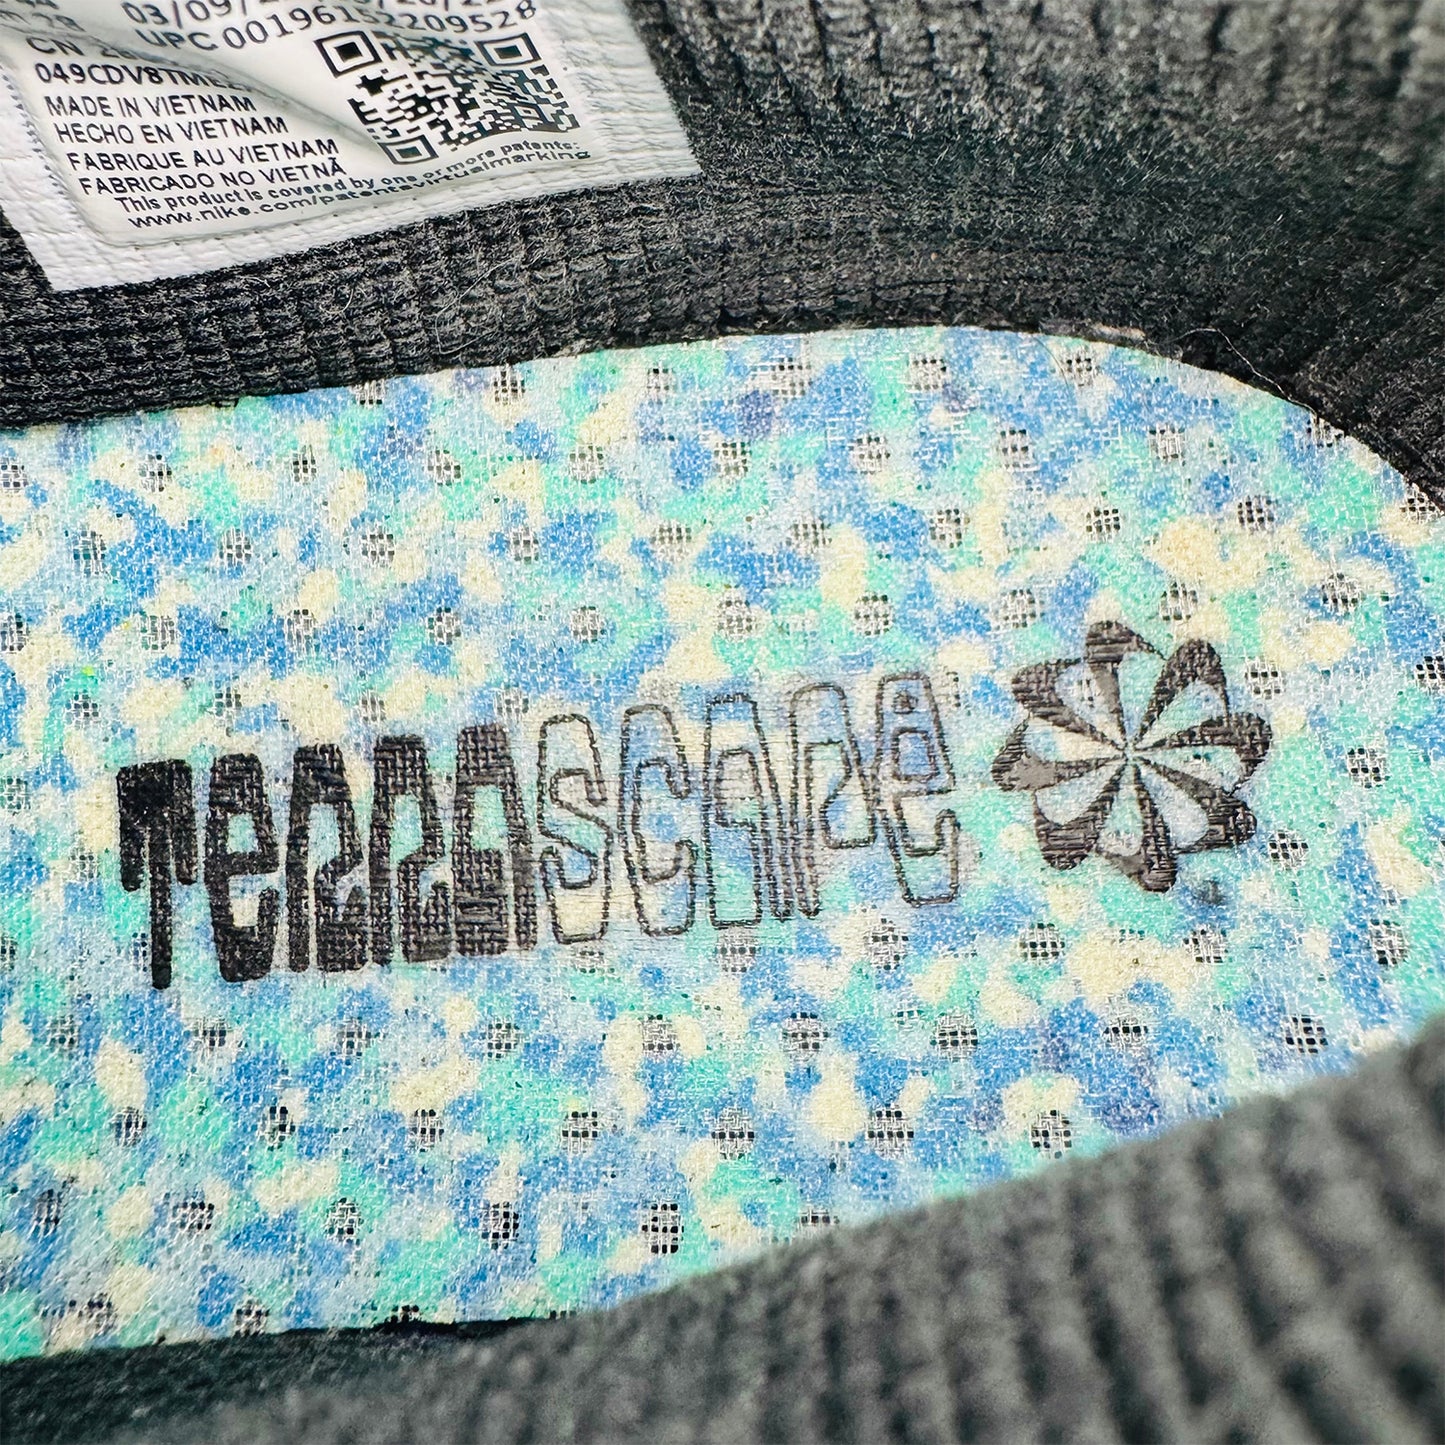 03/09/
UPC 00196152209528
CN
049CDV8TME
MADE IN VIETNAM
HECHO EN VIETNAM
FABRIQUE AU VIETNAM
FABRICADO NO VIETNÃ
This product is covered by one or more patents:
www.nike.com/patentsvirtualmarking
TERRASCAPE